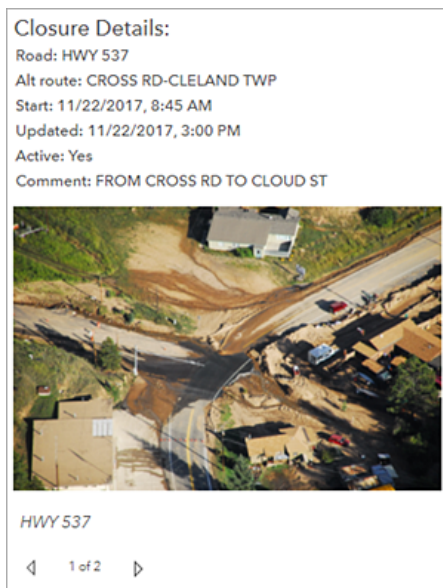 Closure Details:
Road: HWY 537
Alt route: CROSS RD-CLELAND TWP
Start: 11/22/2017, 8:45 AM
Updated: 11/22/2017, 3:00 PM
Active: Yes
Comment: FROM CROSS RD TO CLOUD ST
HWY 537
1 of 2